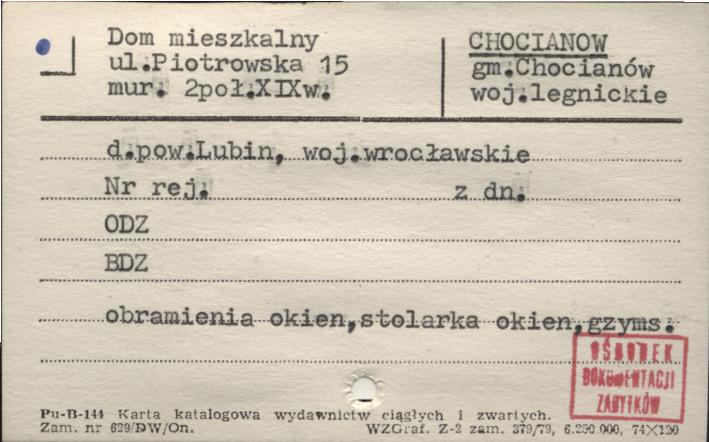 Dom mieszkalny
ul.Piotrowska 15
mur. 2poł.XIXw.
CHOCIANOW
gm.Chocianów
woj.legnickie
d.pow.Lubin, woj.wrocławskie
Nr rej. z dn.
ODZ
BDZ
obramienia okien,stolarka okien,gzyms.
OŚRODEK
DOKUMENTACJI
ZABYTKÓW
Pu-B-144 Karta katalogowa wydawnictw ciągłych i zwartych.
Zam. nr 629/DW/On. WZGraf. Z-2 zam. 379/79, 6.250.000, 74X120